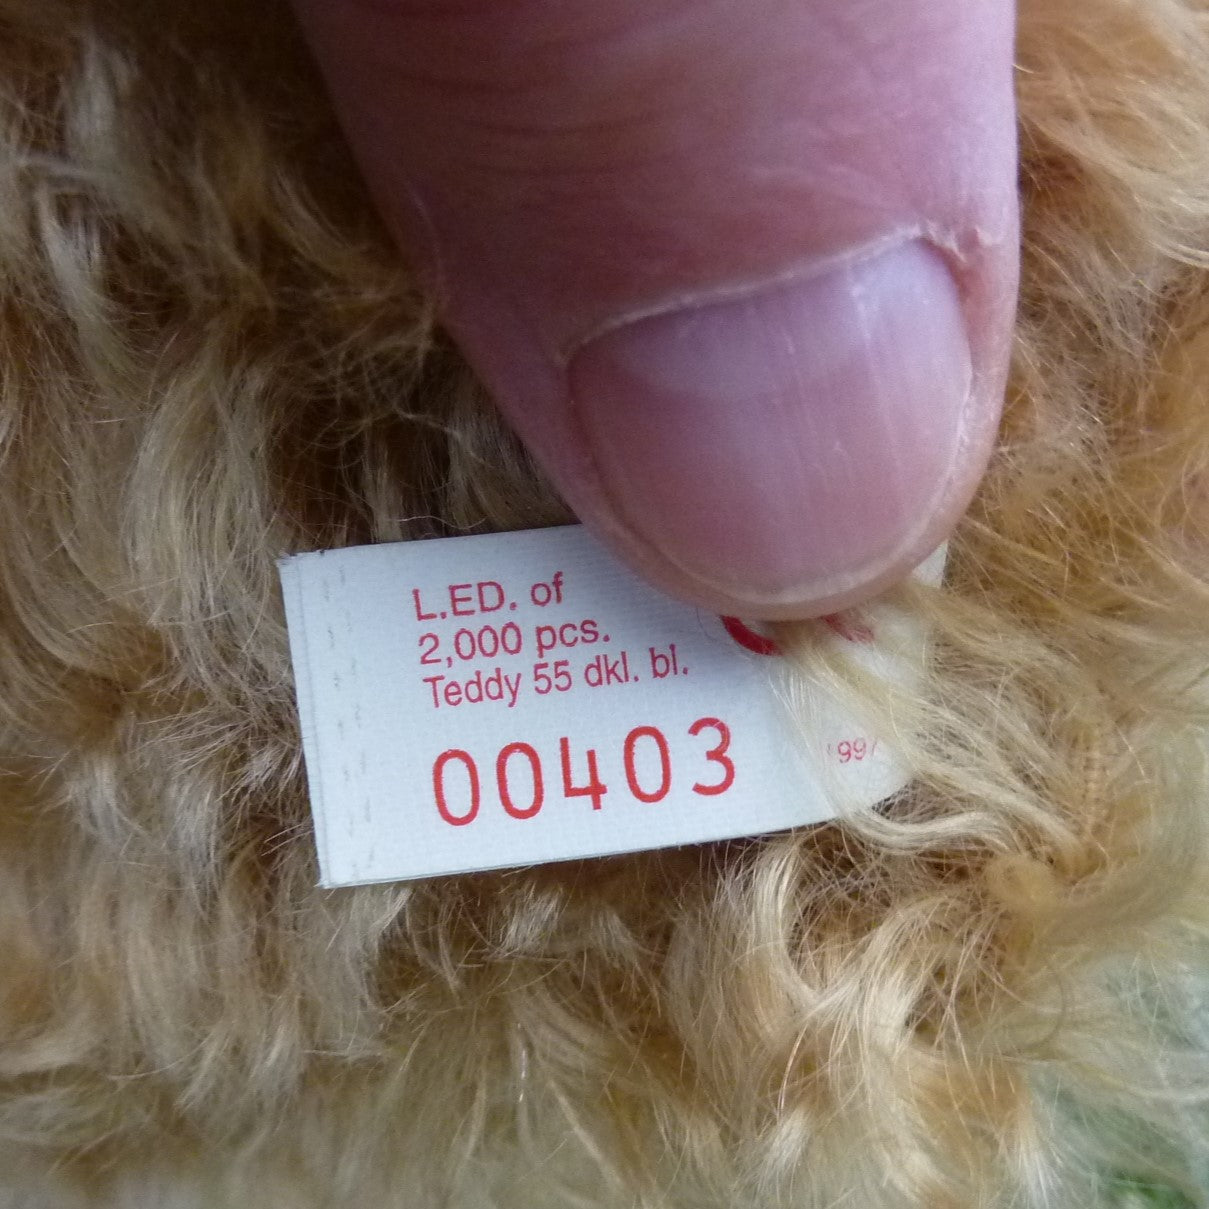 L.ED. of
2,000 pcs.
Teddy 55 dkl. bl.
00403